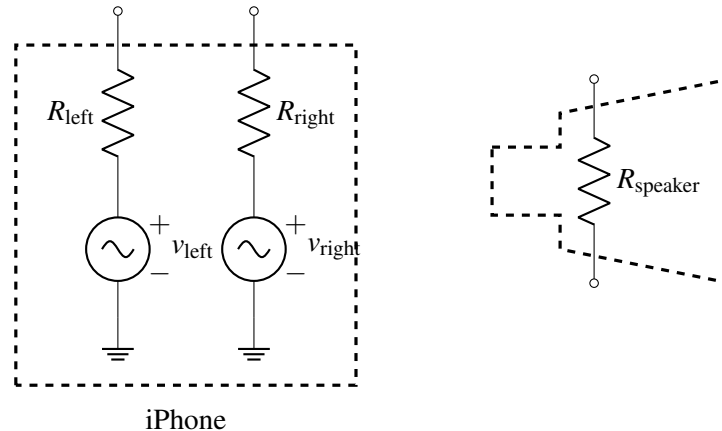 R_left
R_right
R_speaker
+
v_left
−
+
v_right
−
iPhone